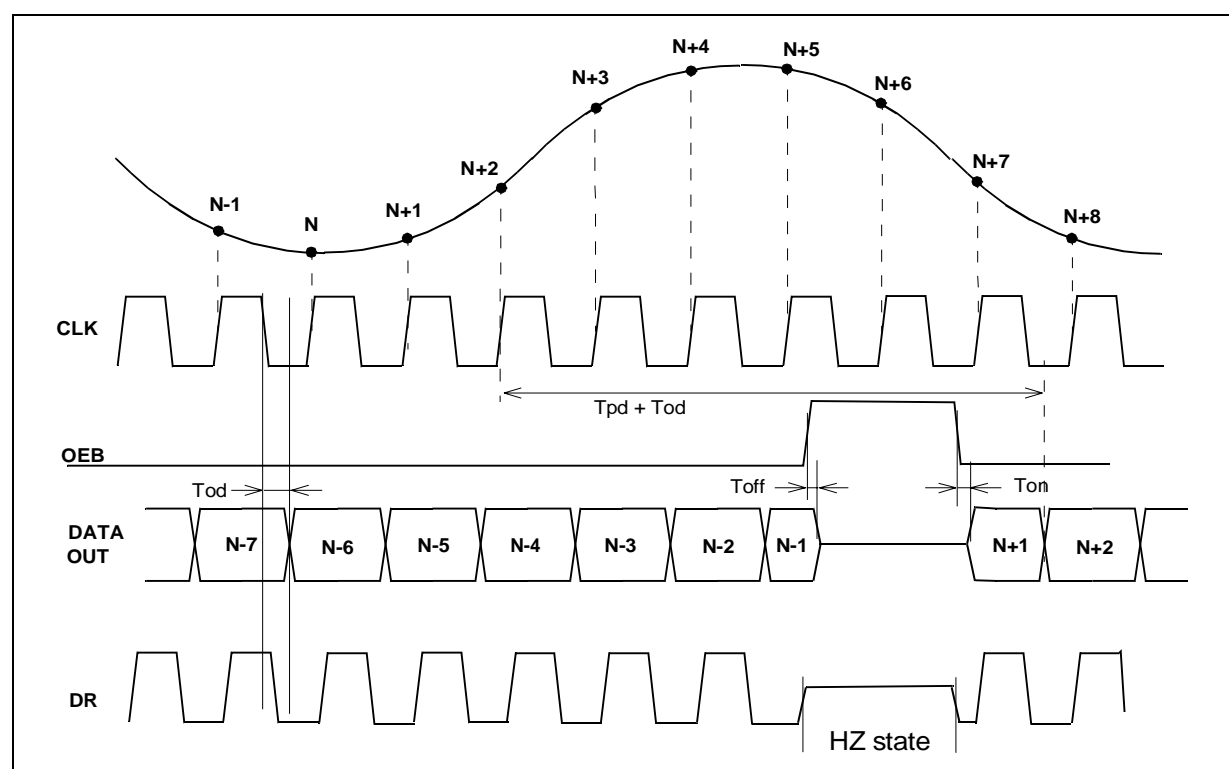 N-1
N
N+1
N+2
N+3
N+4
N+5
N+6
N+7
N+8
CLK
Tpd + Tod
OEB
Tod
Toff
Ton
DATA
OUT
N-7
N-6
N-5
N-4
N-3
N-2
N-1
N+1
N+2
DR
HZ state